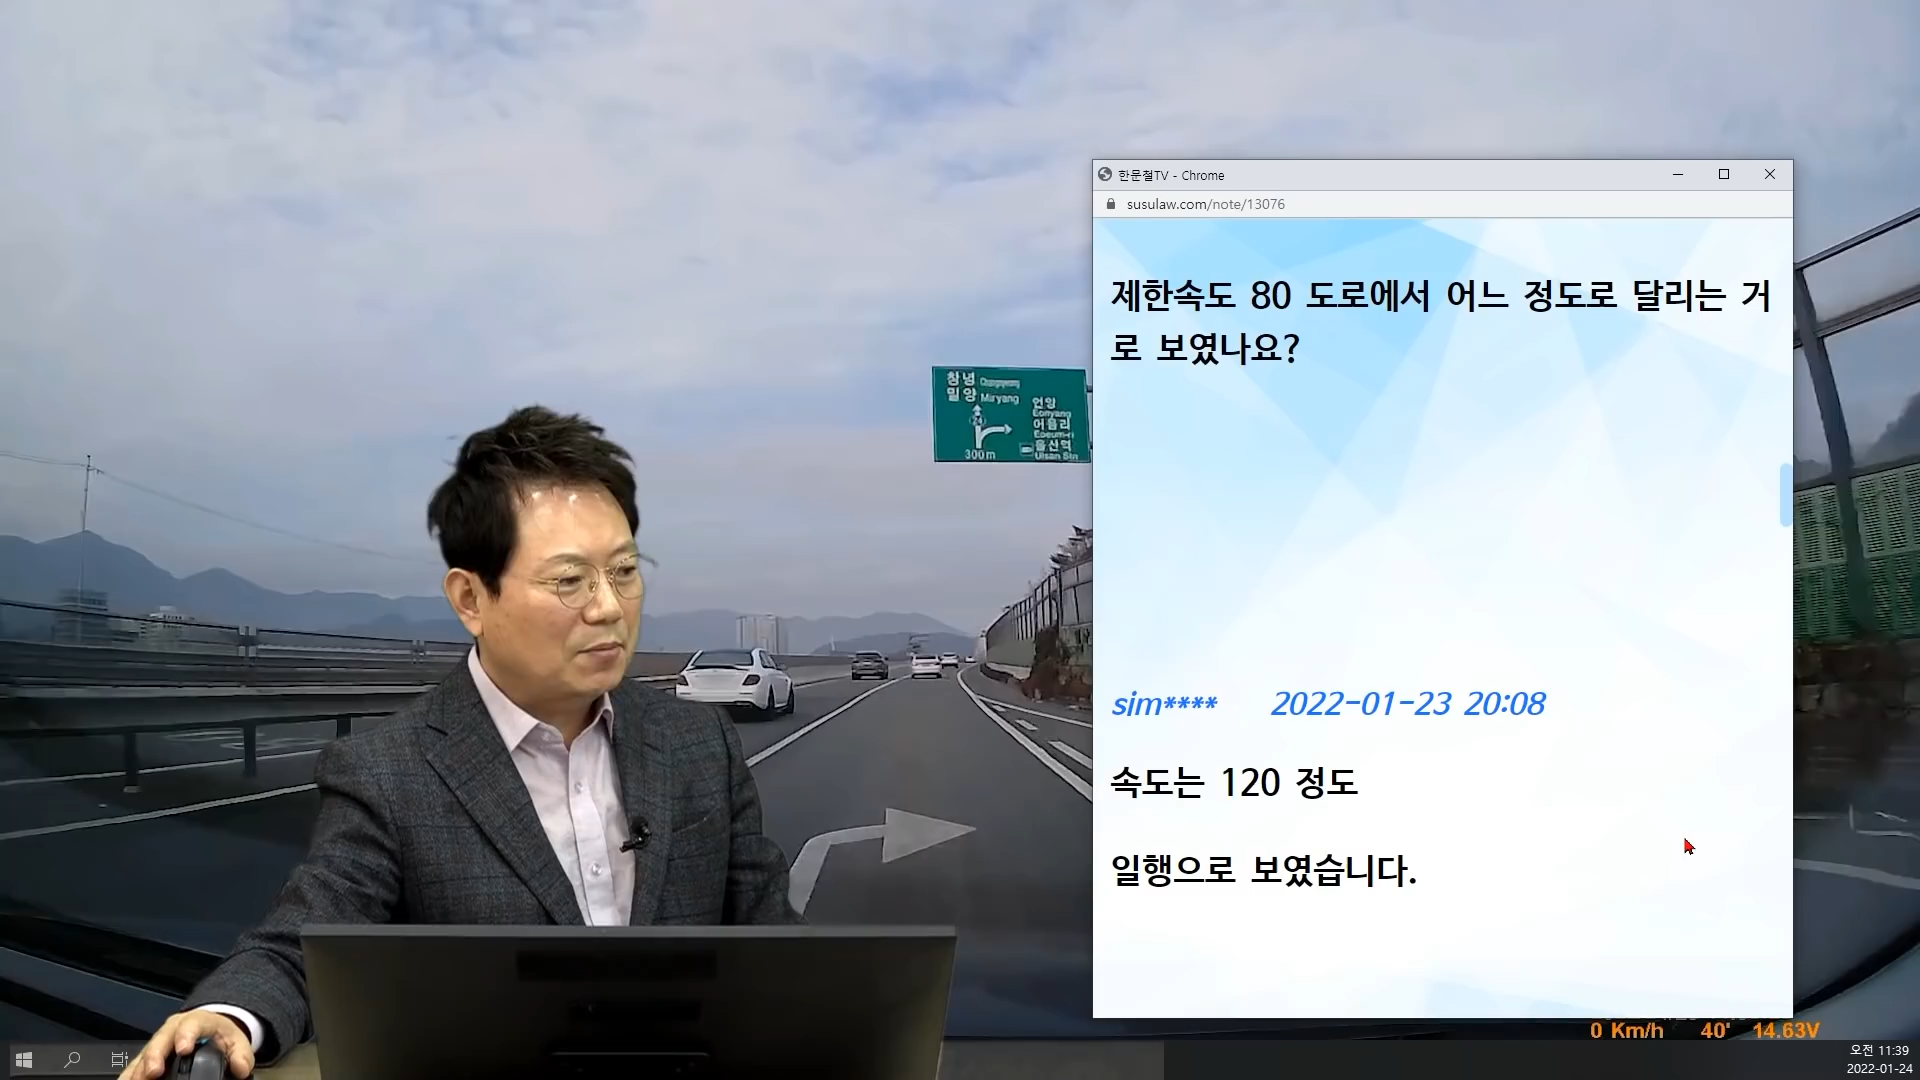 한문철TV - Chrome
susulaw.com/note/13076
제한속도 80 도로에서 어느 정도로 달리는 거
로 보였나요?
창녕
밀양 Miryang
언양
Eonyang
24
어음리
Eoeum-ri
울산역
Ulsan Stn
300m
sim**** 2022-01-23 20:08
속도는 120 정도
일행으로 보였습니다.
0 Km/h 40' 14.63V
오전 11:39
2022-01-24